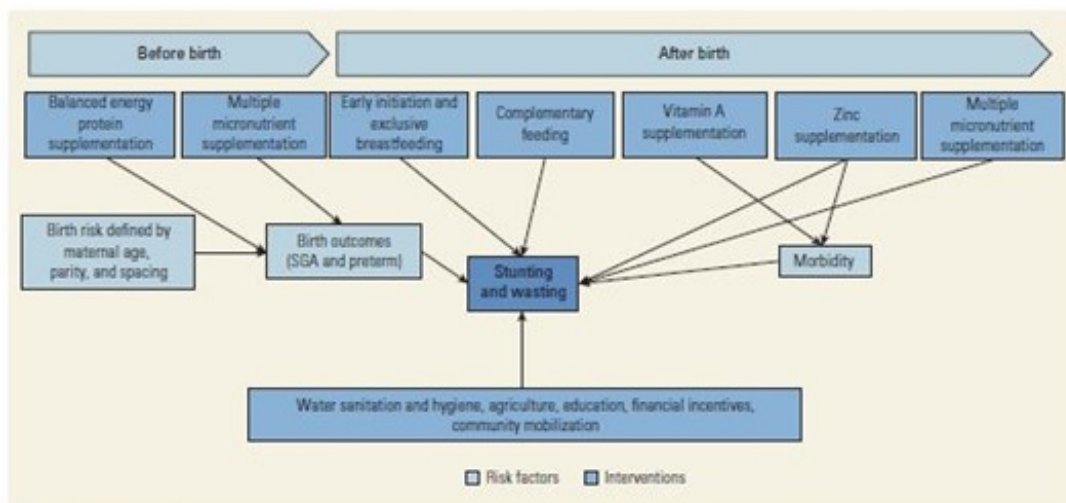 Before birth
After birth
Balanced energy
protein
supplementation
Multiple
micronutrient
supplementation
Early initiation and
exclusive
breastfeeding
Complementary
feeding
Vitamin A
supplementation
Zinc
supplementation
Multiple
micronutrient
supplementation
Birth risk defined by
maternal age,
parity, and spacing
Birth outcomes
(SGA and preterm)
Stunting
and wasting
Morbidity
Water sanitation and hygiene, agriculture, education, financial incentives,
community mobilization
Risk factors
Interventions